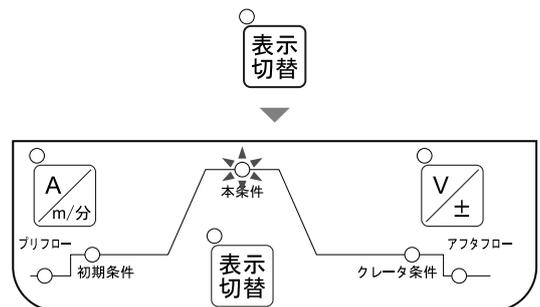 表示
切替
本条件
A
m/分
V
±
プリフロー
初期条件
表示
切替
クレータ条件
アフタフロー